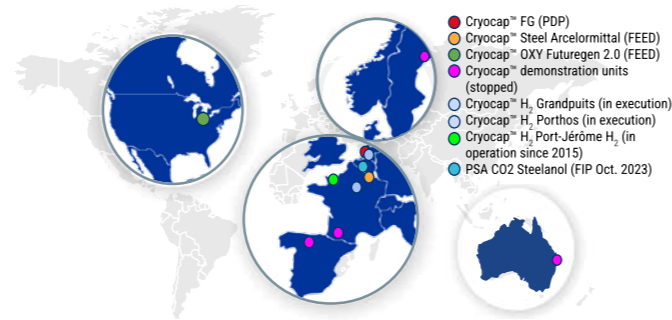 Cryocap™ FG (PDP)
Cryocap™ Steel Arcelormittal (FEED)
Cryocap™ OXY Futuregen 2.0 (FEED)
Cryocap™ demonstration units
(stopped)
Cryocap™ H₂ Grandpuits (in execution)
Cryocap™ H₂ Porthos (in execution)
Cryocap™ H₂ Port-Jérôme H₂ (in
operation since 2015)
PSA CO2 Steelanol (FIP Oct. 2023)